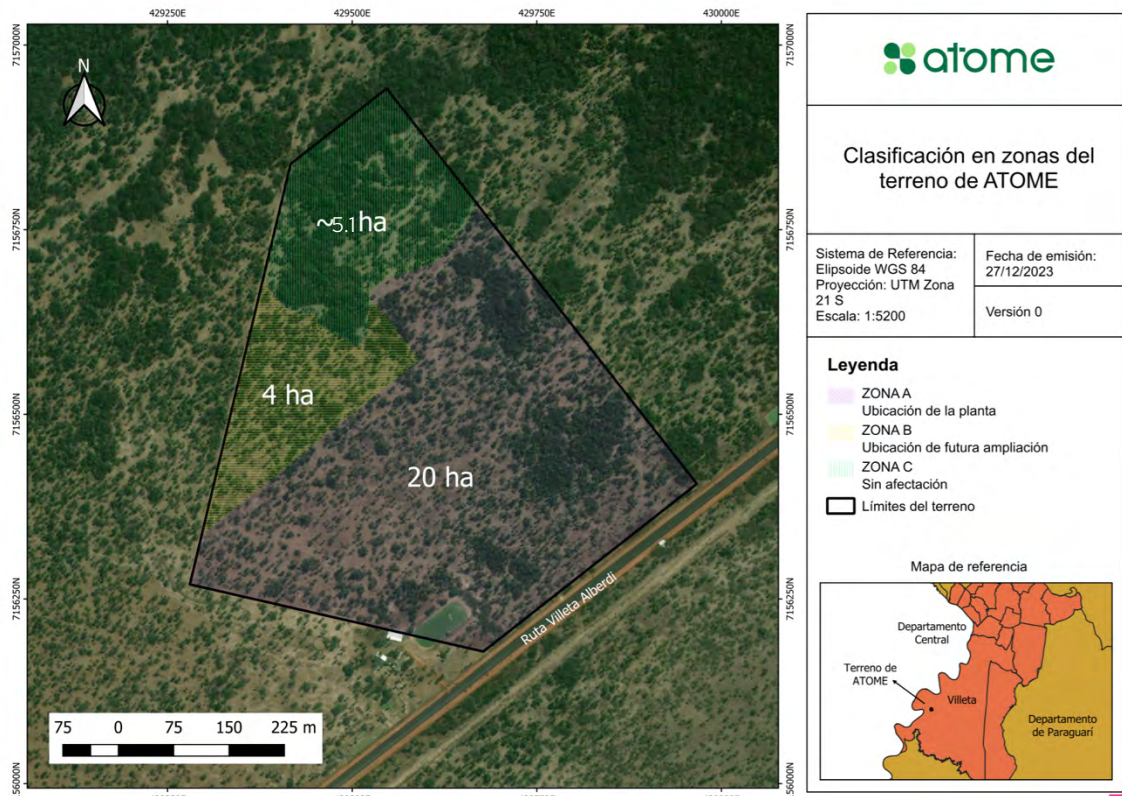 429250E
429500E
429750E
430000E
7157000N
7157000N
N
7156750N
~5.1ha
7156750N
7156500N
4 ha
20 ha
7156500N
7156250N
Ruta Villeta Alberdi
7156250N
75 0 75 150 225 m
atome
Clasificación en zonas del
terreno de ATOME
Sistema de Referencia:
Elipsoide WGS 84
Proyección: UTM Zona
21 S
Escala: 1:5200
Fecha de emisión:
27/12/2023
Versión 0
Leyenda
ZONA A
Ubicación de la planta
ZONA B
Ubicación de futura ampliación
ZONA C
Sin afectación
Límites del terreno
Mapa de referencia
Departamento
Central
Terreno de
ATOME
Villeta
Departamento
de Paraguarí